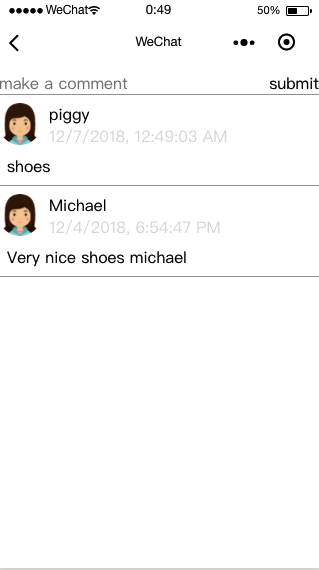 WeChat 0:49 50%
WeChat
make a comment submit
piggy
12/7/2018, 12:49:03 AM
shoes
Michael
12/4/2018, 6:54:47 PM
Very nice shoes michael